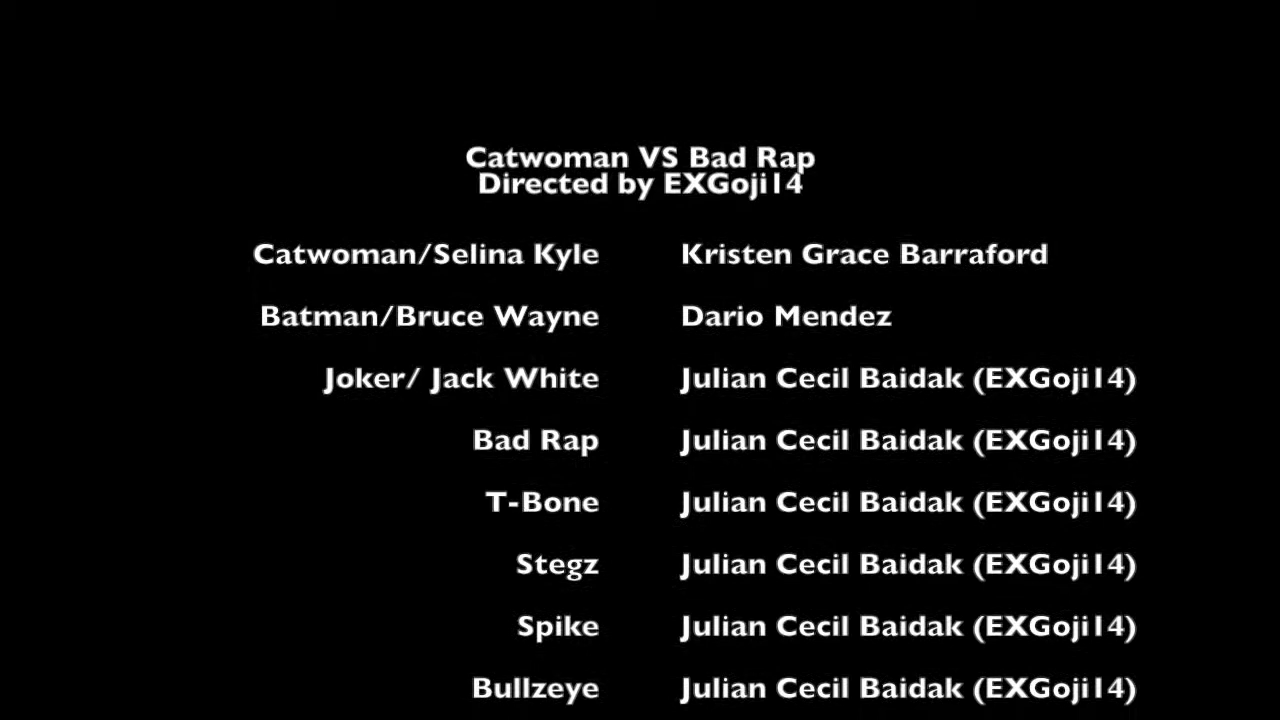 Catwoman VS Bad Rap
Directed by EXGoji14
Catwoman/Selina Kyle Kristen Grace Barraford
Batman/Bruce Wayne Dario Mendez
Joker/ Jack White Julian Cecil Baidak (EXGoji14)
Bad Rap Julian Cecil Baidak (EXGoji14)
T-Bone Julian Cecil Baidak (EXGoji14)
Stegz Julian Cecil Baidak (EXGoji14)
Spike Julian Cecil Baidak (EXGoji14)
Bullzeye Julian Cecil Baidak (EXGoji14)